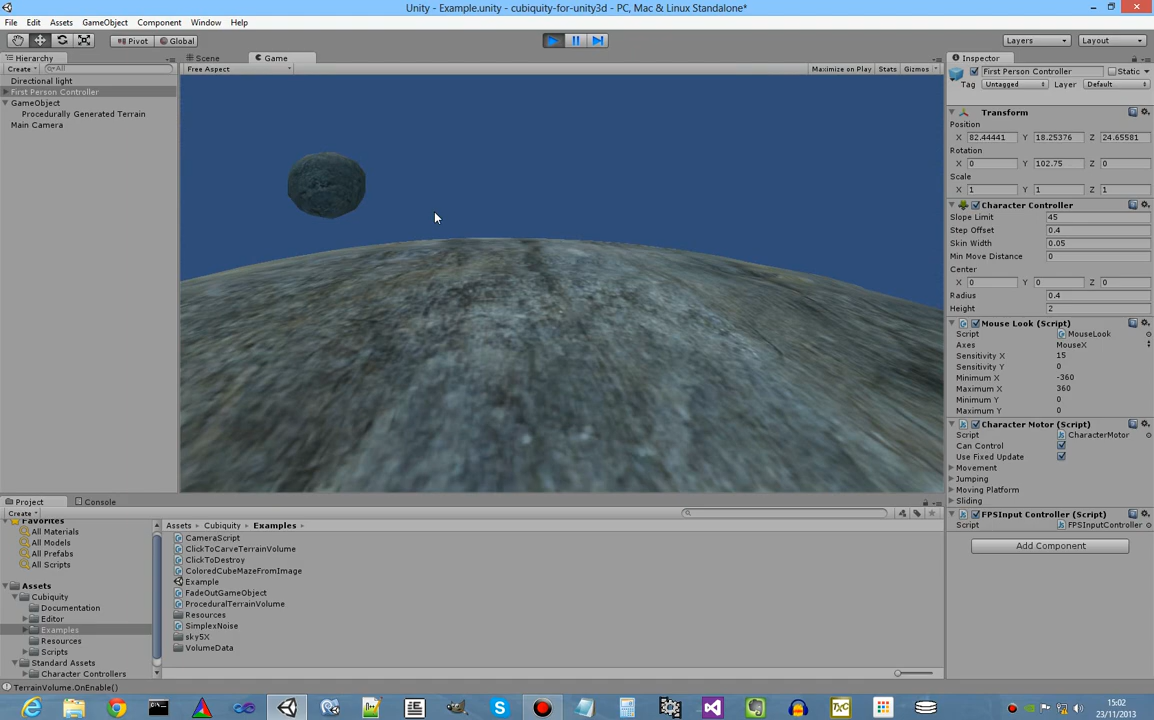 Unity - Example.unity - cubiquity-for-unity3d - PC, Mac & Linux Standalone*
File Edit Assets GameObject Component Window Help
Pivot Global Layers Layout
Hierarchy
Create All
Directional light
First Person Controller
GameObject
Procedurally Generated Terrain
Main Camera
Scene Game
Free Aspect Maximize on Play Stats Gizmos
Inspector
First Person Controller Static
Tag Untagged Layer Default
Transform
Position
X 82.44441 Y 18.25376 Z 24.65581
Rotation
X 0 Y 102.75 Z 0
Scale
X 1 Y 1 Z 1
Character Controller
Slope Limit 45
Step Offset 0.4
Skin Width 0.05
Min Move Distance 0
Center
X 0 Y 0 Z 0
Radius 0.4
Height 2
Mouse Look (Script)
Script MouseLook
Axes MouseX
Sensitivity X 15
Sensitivity Y 0
Minimum X -360
Maximum X 360
Minimum Y 0
Maximum Y 0
Character Motor (Script)
Script CharacterMotor
Can Control
Use Fixed Update
Movement
Jumping
Moving Platform
Sliding
FPSInput Controller (Script)
Script FPSInputController
Add Component
Project Console
Create
Favorites
All Materials
All Models
All Prefabs
All Scripts
Assets
Cubiquity
Documentation
Editor
Examples
Resources
Scripts
Standard Assets
Character Controllers
Assets Cubiquity Examples
CameraScript
ClickToCarveTerrainVolume
ClickToDestroy
ColoredCubeMazeFromImage
Example
FadeOutGameObject
ProceduralTerrainVolume
Resources
SimplexNoise
sky5X
VolumeData
TerrainVolume.OnEnable()
15:02
23/11/2013